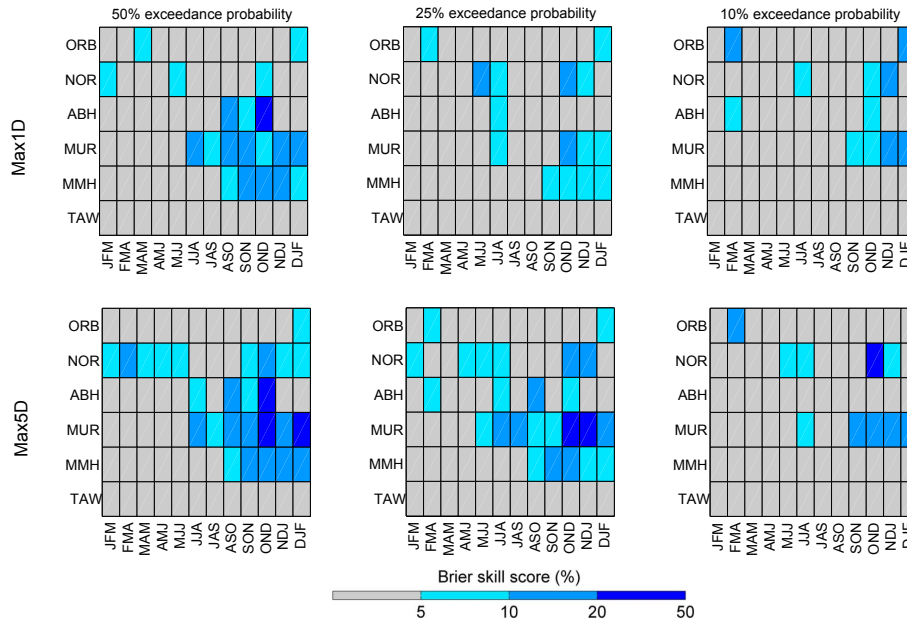 50% exceedance probability
25% exceedance probability
10% exceedance probability
Max1D
ORB
NOR
ABH
MUR
MMH
TAW
JFM FMA MAM AMJ MJJ JJA JAS ASO SON OND NDJ DJF
ORB
NOR
ABH
MUR
MMH
TAW
JFM FMA MAM AMJ MJJ JJA JAS ASO SON OND NDJ DJF
ORB
NOR
ABH
MUR
MMH
TAW
JFM FMA MAM AMJ MJJ JJA JAS ASO SON OND NDJ DJF
Max5D
ORB
NOR
ABH
MUR
MMH
TAW
JFM FMA MAM AMJ MJJ JJA JAS ASO SON OND NDJ DJF
ORB
NOR
ABH
MUR
MMH
TAW
JFM FMA MAM AMJ MJJ JJA JAS ASO SON OND NDJ DJF
ORB
NOR
ABH
MUR
MMH
TAW
JFM FMA MAM AMJ MJJ JJA JAS ASO SON OND NDJ DJF
Brier skill score (%)
5 10 20 50